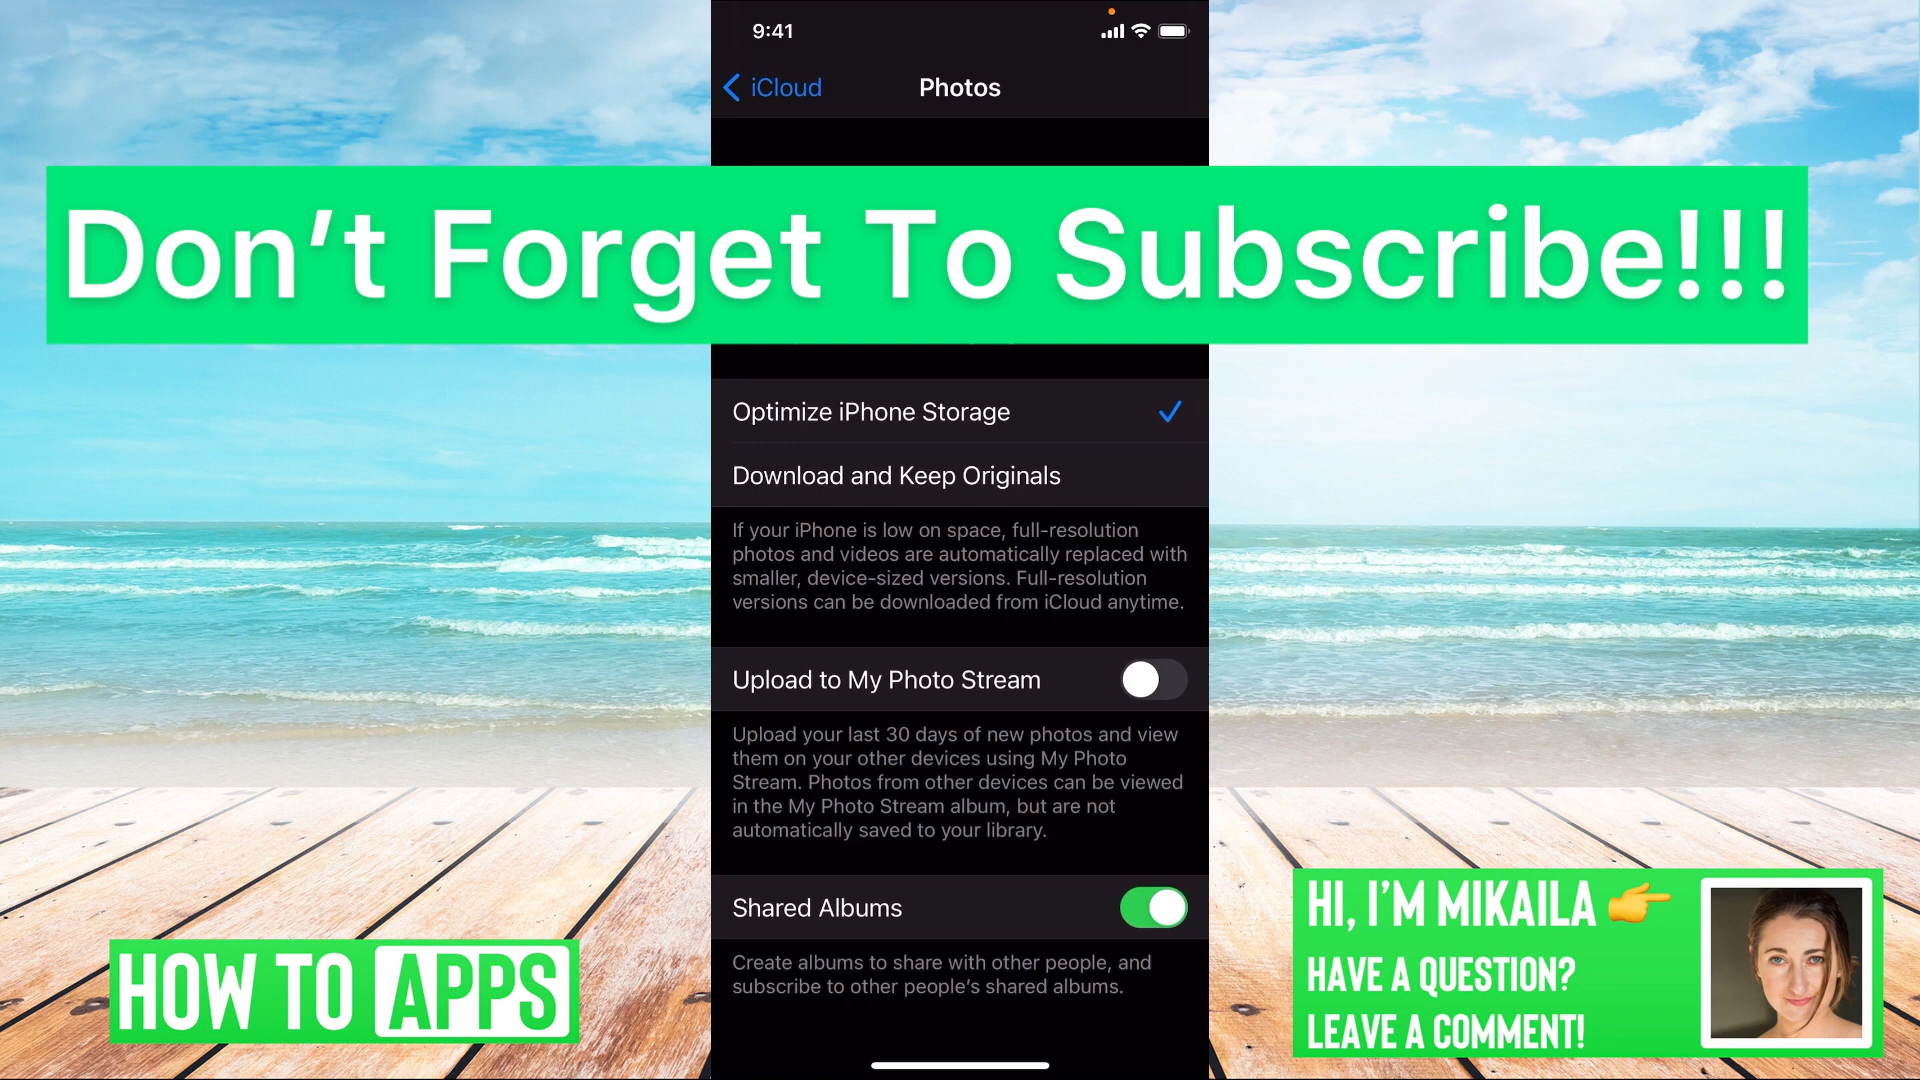 9:41
iCloud
Photos
Don’t Forget To Subscribe!!!
Optimize iPhone Storage
Download and Keep Originals
If your iPhone is low on space, full-resolution
photos and videos are automatically replaced with
smaller, device-sized versions. Full-resolution
versions can be downloaded from iCloud anytime.
Upload to My Photo Stream
Upload your last 30 days of new photos and view
them on your other devices using My Photo
Stream. Photos from other devices can be viewed
in the My Photo Stream album, but are not
automatically saved to your library.
Shared Albums
Create albums to share with other people, and
subscribe to other people’s shared albums.
HOW TO APPS
HI, I’M MIKAILA 👉
HAVE A QUESTION?
LEAVE A COMMENT!